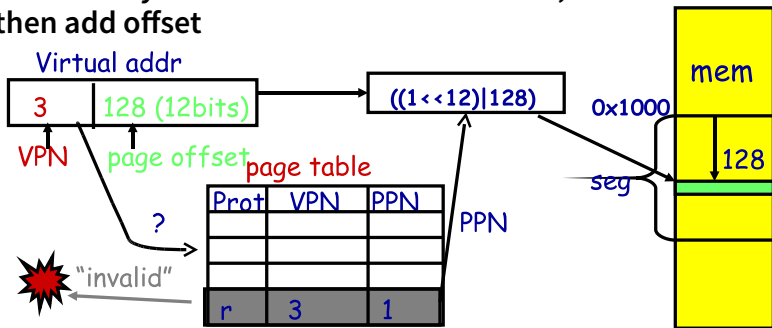 then add offset
Virtual addr
3 128 (12bits)
((1<<12)|128)
mem
0x1000
VPN page offset
page table
128
seg
Prot VPN PPN
?
PPN
"invalid"
r 3 1